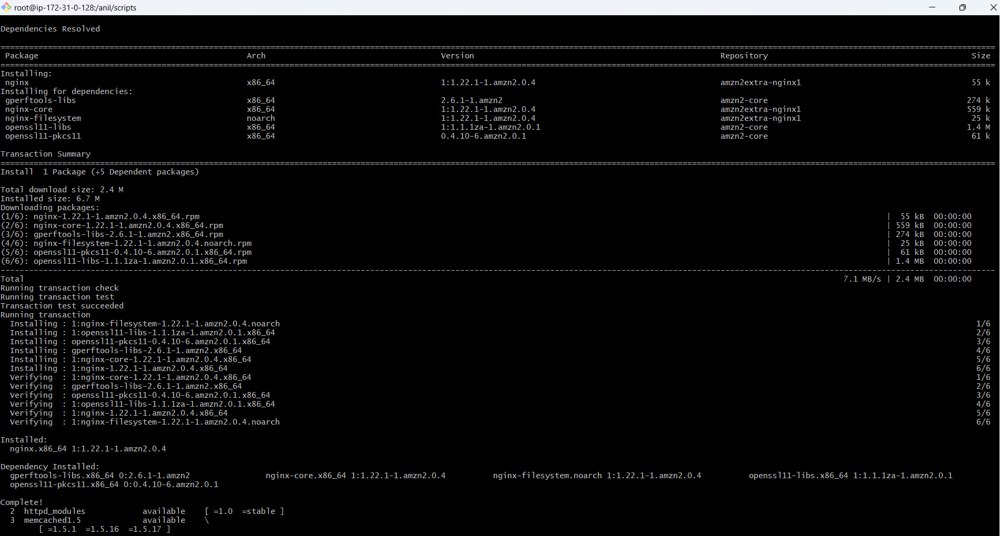 root@ip-172-31-0-128:/anil/scripts
Dependencies Resolved
================================================================================
Package Arch Version Repository Size
================================================================================
Installing:
nginx x86_64 1:1.22.1-1.amzn2.0.4 amzn2extra-nginx1 55 k
Installing for dependencies:
gperftools-libs x86_64 2.6.1-1.amzn2 amzn2-core 274 k
nginx-core x86_64 1:1.22.1-1.amzn2.0.4 amzn2extra-nginx1 559 k
nginx-filesystem noarch 1:1.22.1-1.amzn2.0.4 amzn2extra-nginx1 25 k
openssl11-libs x86_64 1:1.1.1za-1.amzn2.0.1 amzn2-core 1.4 M
openssl11-pkcs11 x86_64 0.4.10-6.amzn2.0.1 amzn2-core 61 k
Transaction Summary
================================================================================
Install 1 Package (+5 Dependent packages)
Total download size: 2.4 M
Installed size: 6.7 M
Downloading packages:
(1/6): nginx-1.22.1-1.amzn2.0.4.x86_64.rpm | 55 kB 00:00:00
(2/6): nginx-core-1.22.1-1.amzn2.0.4.x86_64.rpm | 559 kB 00:00:00
(3/6): gperftools-libs-2.6.1-1.amzn2.x86_64.rpm | 274 kB 00:00:00
(4/6): nginx-filesystem-1.22.1-1.amzn2.0.4.noarch.rpm | 25 kB 00:00:00
(5/6): openssl11-pkcs11-0.4.10-6.amzn2.0.1.x86_64.rpm | 61 kB 00:00:00
(6/6): openssl11-libs-1.1.1za-1.amzn2.0.1.x86_64.rpm | 1.4 MB 00:00:00
--------------------------------------------------------------------------------
Total 7.1 MB/s | 2.4 MB 00:00:00
Running transaction check
Running transaction test
Transaction test succeeded
Running transaction
Installing : 1:nginx-filesystem-1.22.1-1.amzn2.0.4.noarch 1/6
Installing : 1:openssl11-libs-1.1.1za-1.amzn2.0.1.x86_64 2/6
Installing : openssl11-pkcs11-0.4.10-6.amzn2.0.1.x86_64 3/6
Installing : gperftools-libs-2.6.1-1.amzn2.x86_64 4/6
Installing : 1:nginx-core-1.22.1-1.amzn2.0.4.x86_64 5/6
Installing : 1:nginx-1.22.1-1.amzn2.0.4.x86_64 6/6
Verifying : 1:nginx-core-1.22.1-1.amzn2.0.4.x86_64 1/6
Verifying : gperftools-libs-2.6.1-1.amzn2.x86_64 2/6
Verifying : openssl11-pkcs11-0.4.10-6.amzn2.0.1.x86_64 3/6
Verifying : 1:openssl11-libs-1.1.1za-1.amzn2.0.1.x86_64 4/6
Verifying : 1:nginx-1.22.1-1.amzn2.0.4.x86_64 5/6
Verifying : 1:nginx-filesystem-1.22.1-1.amzn2.0.4.noarch 6/6
Installed:
nginx.x86_64 1:1.22.1-1.amzn2.0.4
Dependency Installed:
gperftools-libs.x86_64 0:2.6.1-1.amzn2 nginx-core.x86_64 1:1.22.1-1.amzn2.0.4 nginx-filesystem.noarch 1:1.22.1-1.amzn2.0.4 openssl11-libs.x86_64 1:1.1.1za-1.amzn2.0.1
openssl11-pkcs11.x86_64 0:0.4.10-6.amzn2.0.1
Complete!
2 httpd_modules available [ =1.0 =stable ]
3 memcached1.5 available \
[ =1.5.1 =1.5.16 =1.5.17 ]